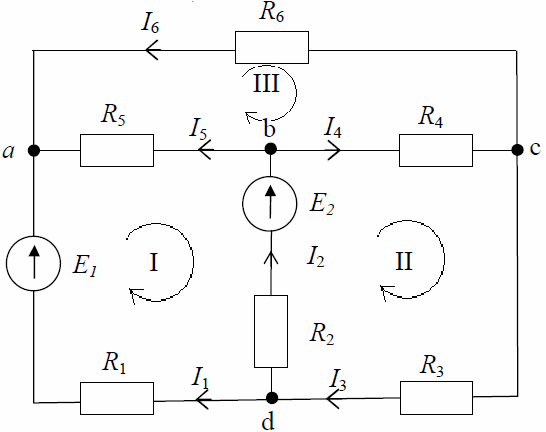 I6 R6
III
R5 I5 b I4 R4
a c
E2
E1 I I2 II
R2
R1 I1 I3 R3
d